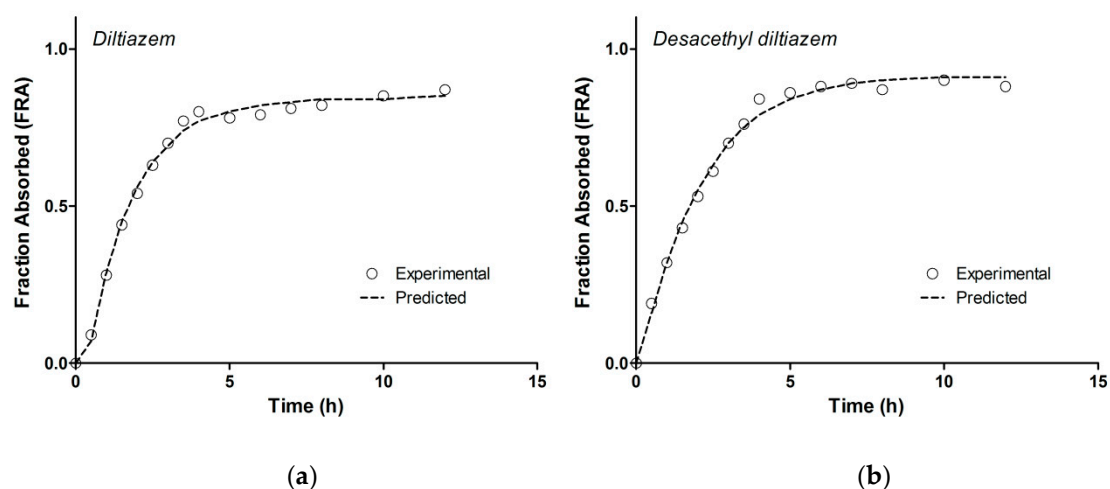 Diltiazem
1.0
0.5
0.0
Fraction Absorbed (FRA)
Experimental
Predicted
0
5
10
15
Time (h)
(a)
Desacethyl diltiazem
1.0
0.5
0.0
Fraction Absorbed (FRA)
Experimental
Predicted
0
5
10
15
Time (h)
(b)